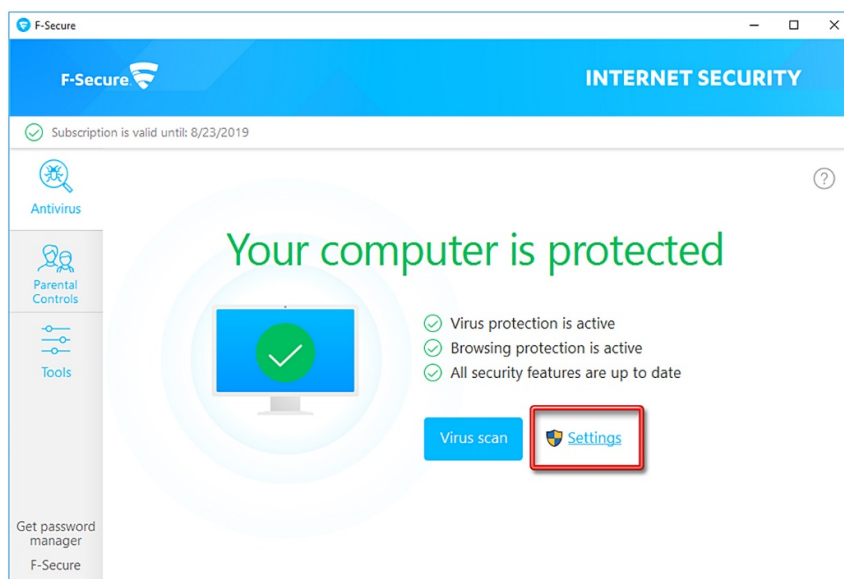 F-Secure
F-Secure
INTERNET SECURITY
Subscription is valid until: 8/23/2019
Antivirus
Parental
Controls
Tools
Get password
manager
F-Secure
?
Your computer is protected
Virus protection is active
Browsing protection is active
All security features are up to date
Virus scan
Settings